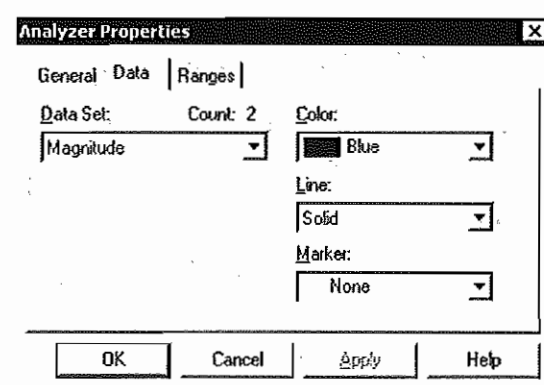 Analyzer Properties
General Data Ranges
Data Set: Count: 2
Magnitude
Color:
Blue
Line:
Solid
Marker:
None
OK Cancel Apply Help